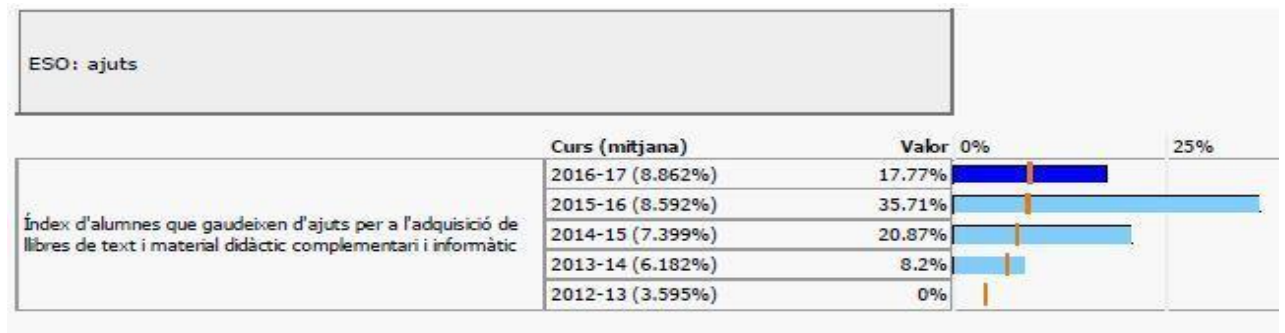 ESO: ajuts
Curs (mitjana) Valor 0% 25%
2016-17 (8.862%) 17.77%
2015-16 (8.592%) 35.71%
Índex d'alumnes que gaudeixen d'ajuts per a l'adquisició de
llibres de text i material didàctic complementari i informàtic
2014-15 (7.399%) 20.87%
2013-14 (6.182%) 8.2%
2012-13 (3.595%) 0%